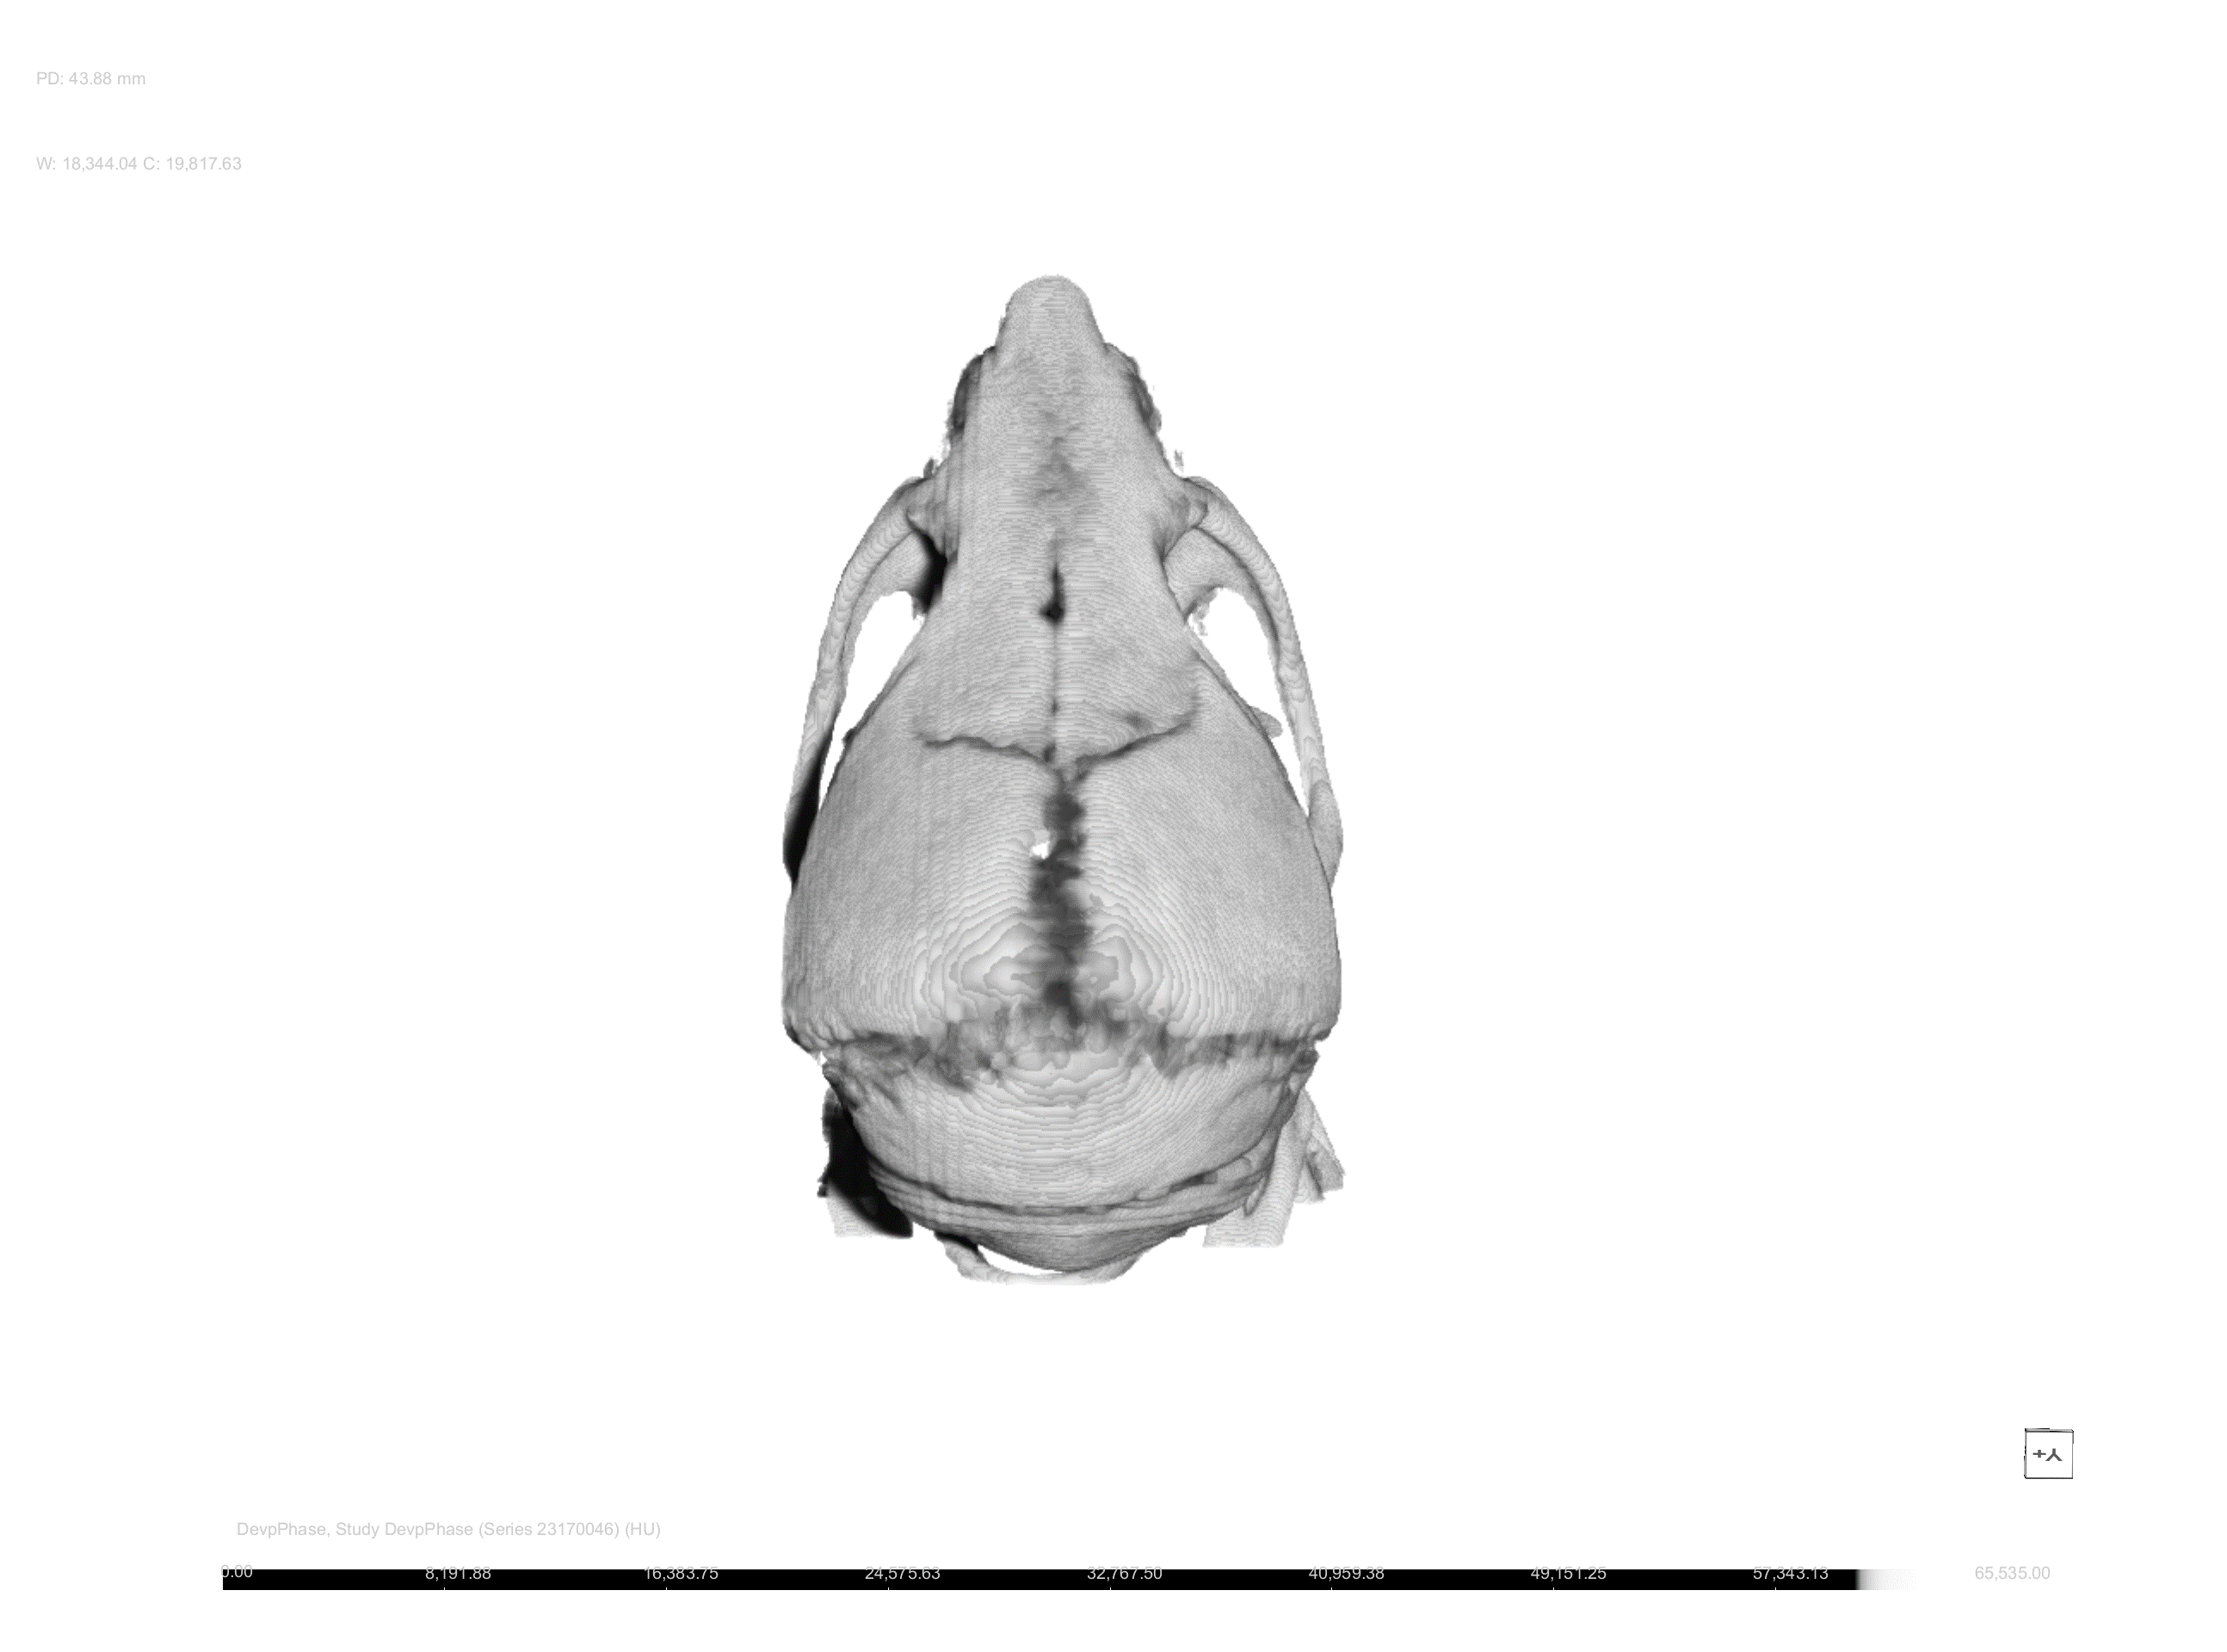 PD: 43.88 mm
W: 18,344.04 C: 19,817.63
+Y
DevpPhase, Study DevpPhase (Series 23170046) (HU)
0.00 8,191.88 16,383.75 24,575.63 32,767.50 40,959.38 49,151.25 57,343.13 65,535.00